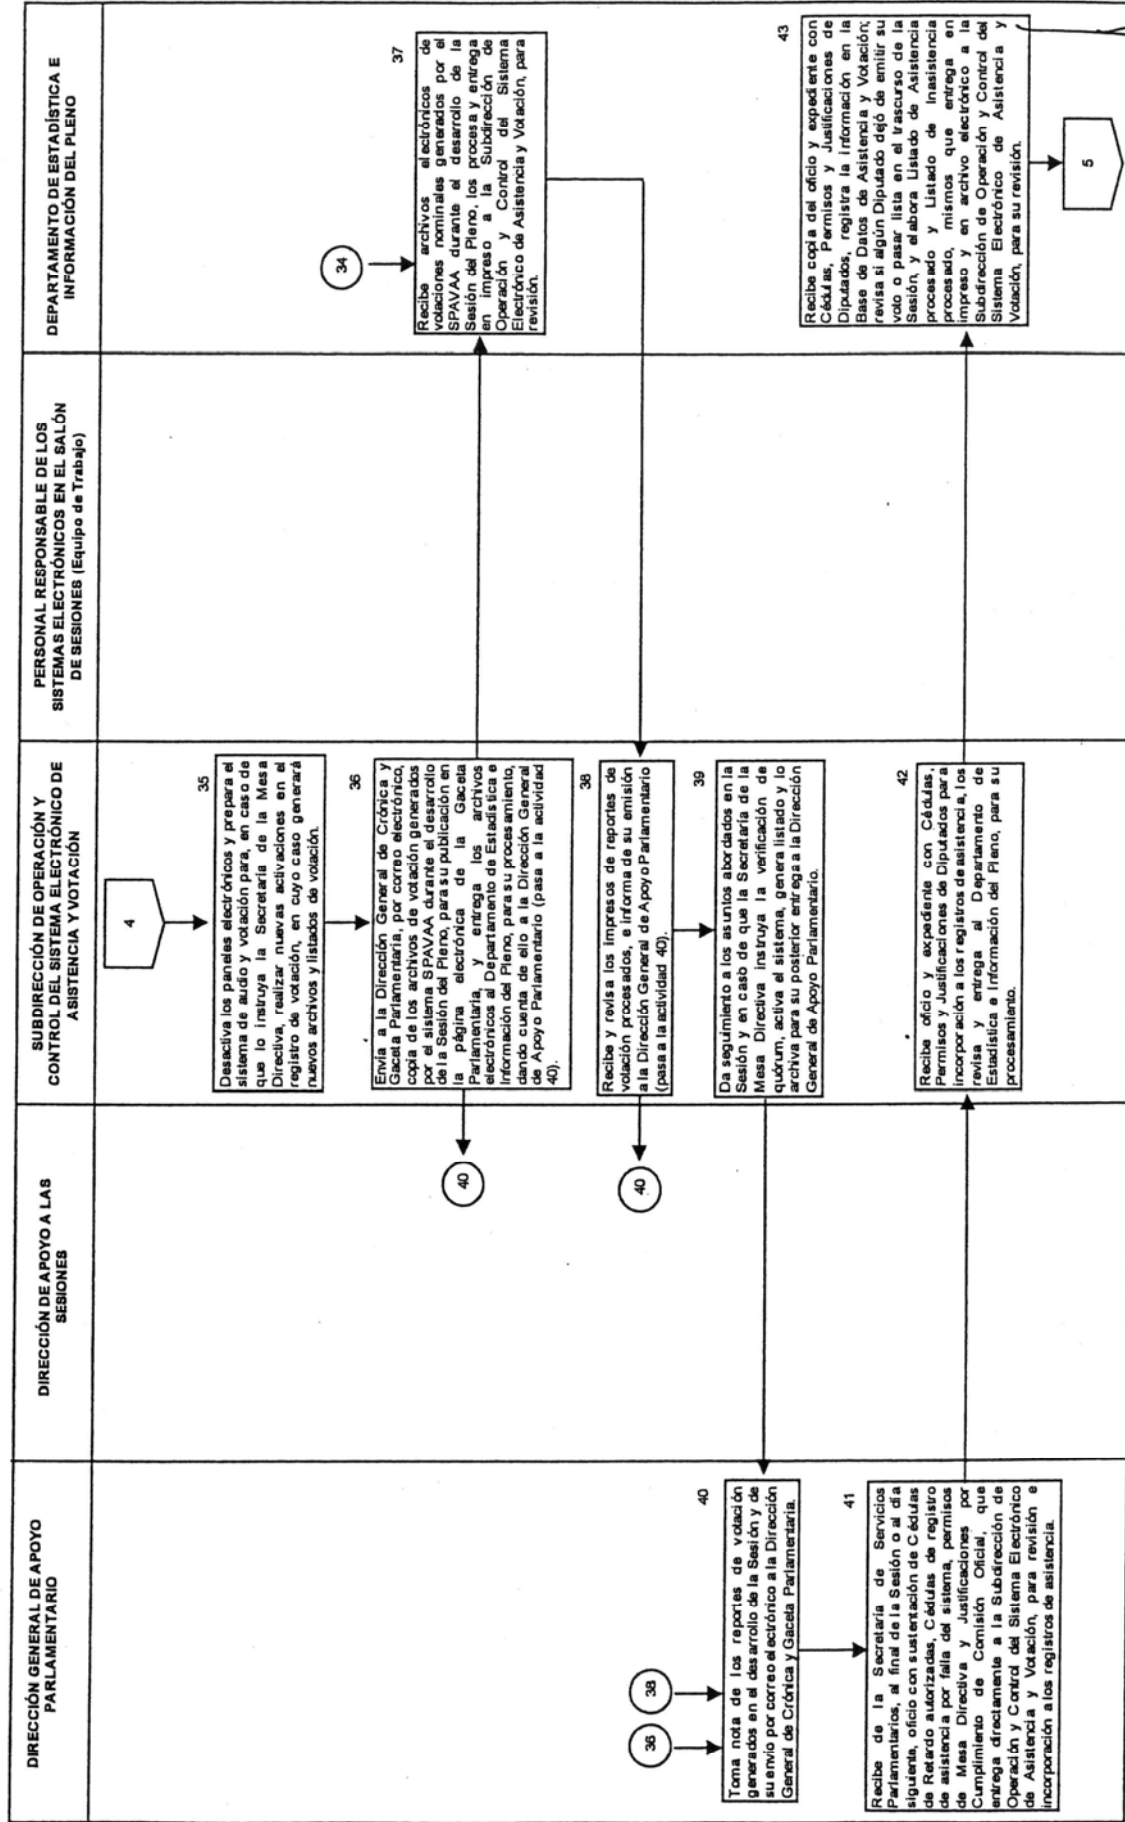 DIRECCIÓN GENERAL DE APOYO
PARLAMENTARIO
DIRECCIÓN DE APOYO A LAS
SESIONES
SUBDIRECCIÓN DE OPERACIÓN Y
CONTROL DEL SISTEMA ELECTRÓNICO DE
ASISTENCIA Y VOTACIÓN
PERSONAL RESPONSABLE DE LOS
SISTEMAS ELECTRÓNICOS EN EL SALÓN
DE SESIONES (Equipo de Trabajo)
DEPARTAMENTO DE ESTADÍSTICA E
INFORMACIÓN DEL PLENO
4
35
Desactiva los paneles electrónicos y prepara el
sistema de audio y votación para, en caso de
que lo instruya la Secretaría de la Mesa
Directiva, realizar nuevas activaciones en el
registro de votación, en cuyo caso generará
nuevos archivos y listados de votación.
36
Envía a la Dirección General de Crónica y
Gaceta Parlamentaria, por correo electrónico,
copia de los archivos de votación generados
por el sistema SPAVAA durante el desarrollo
de la Sesión del Pleno, para su publicación en
la página electrónica de la Gaceta
Parlamentaria, y entrega los archivos
electrónicos al Departamento de Estadística e
Información del Pleno, para su procesamiento,
dando cuenta de ello a la Dirección General
de Apoyo Parlamentario (pasa a la actividad
40).
40
34
37
Recibe archivos electrónicos de
votaciones nominales generados por el
SPAVAA durante el desarrollo de la
Sesión del Pleno, los procesa y entrega
en impreso a la Subdirección de
Operación y Control del Sistema
Electrónico de Asistencia y Votación, para
revisión.
38
Recibe y revisa los impresos de reportes de
votación procesados, e informa de su emisión
a la Dirección General de Apoyo Parlamentario
(pasa a la actividad 40).
40
39
Da seguimiento a los asuntos abordados en la
Sesión y en caso de que la Secretaría de la
Mesa Directiva instruya la verificación de
quórum, activa el sistema, genera listado y lo
archiva para su posterior entrega a la Dirección
General de Apoyo Parlamentario.
36
38
40
Toma nota de los reportes de votación
generados en el desarrollo de la Sesión y de
su envío por correo electrónico a la Dirección
General de Crónica y Gaceta Parlamentaria.
41
Recibe de la Secretaría de Servicios
Parlamentarios, al final de la Sesión o al día
siguiente, oficio con sustentación de Cédulas
de Retardo autorizadas, Cédulas de registro
de asistencia por falla del sistema, permisos
de Mesa Directiva y Justificaciones por
Cumplimiento de Comisión Oficial, que
entrega directamente a la Subdirección de
Operación y Control del Sistema Electrónico
de Asistencia y Votación, para revisión e
incorporación a los registros de asistencia.
42
Recibe oficio y expediente con Cédulas,
Permisos y Justificaciones de Diputados para
incorporación a los registros de asistencia, los
revisa y entrega al Departamento de
Estadística e Información del Pleno, para su
procesamiento.
43
Recibe copia del oficio y expediente con
Cédulas, Permisos y Justificaciones de
Diputados, registra la información en la
Base de Datos de Asistencia y Votación;
revisa si algún Diputado dejó de emitir su
voto o pasar lista en el trascurso de la
Sesión, y elabora Listado de Asistencia
procesado y Listado de Inasistencia
procesado, mismos que entrega en
impreso y en archivo electrónico a la
Subdirección de Operación y Control del
Sistema Electrónico de Asistencia y
Votación, para su revisión.
5